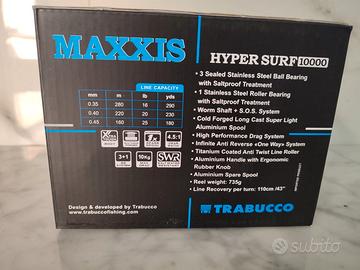 MAXXIS
HYPER SURF 10000
LINE CAPACITY
mm m lb yds
0.35 280 16 290
0.40 220 20 230
0.45 160 25 180
4.5:1
3+1
10Kg
SWR
• 3 Sealed Stainless Steel Ball Bearing
with Saltproof Treatment
• 1 Stainless Steel Roller Bearing
with Saltproof Treatment
• Worm Shaft + S.O.S. System
• Cold Forged Long Cast Super Light
Aluminium Spool
• High Performance Drag System
• Infinite Anti Reverse «One Way» System
• Titanium Coated Anti Twist Line Roller
• Aluminium Handle with Ergonomic
Rubber Knob
• Aluminium Spare Spool
• Reel weight: 735g
• Line Recovery per turn: 110cm /43"
Design & developed by Trabucco
www.trabuccofishing.com
TRABUCCO
IMPORTED PRODUCT
subito